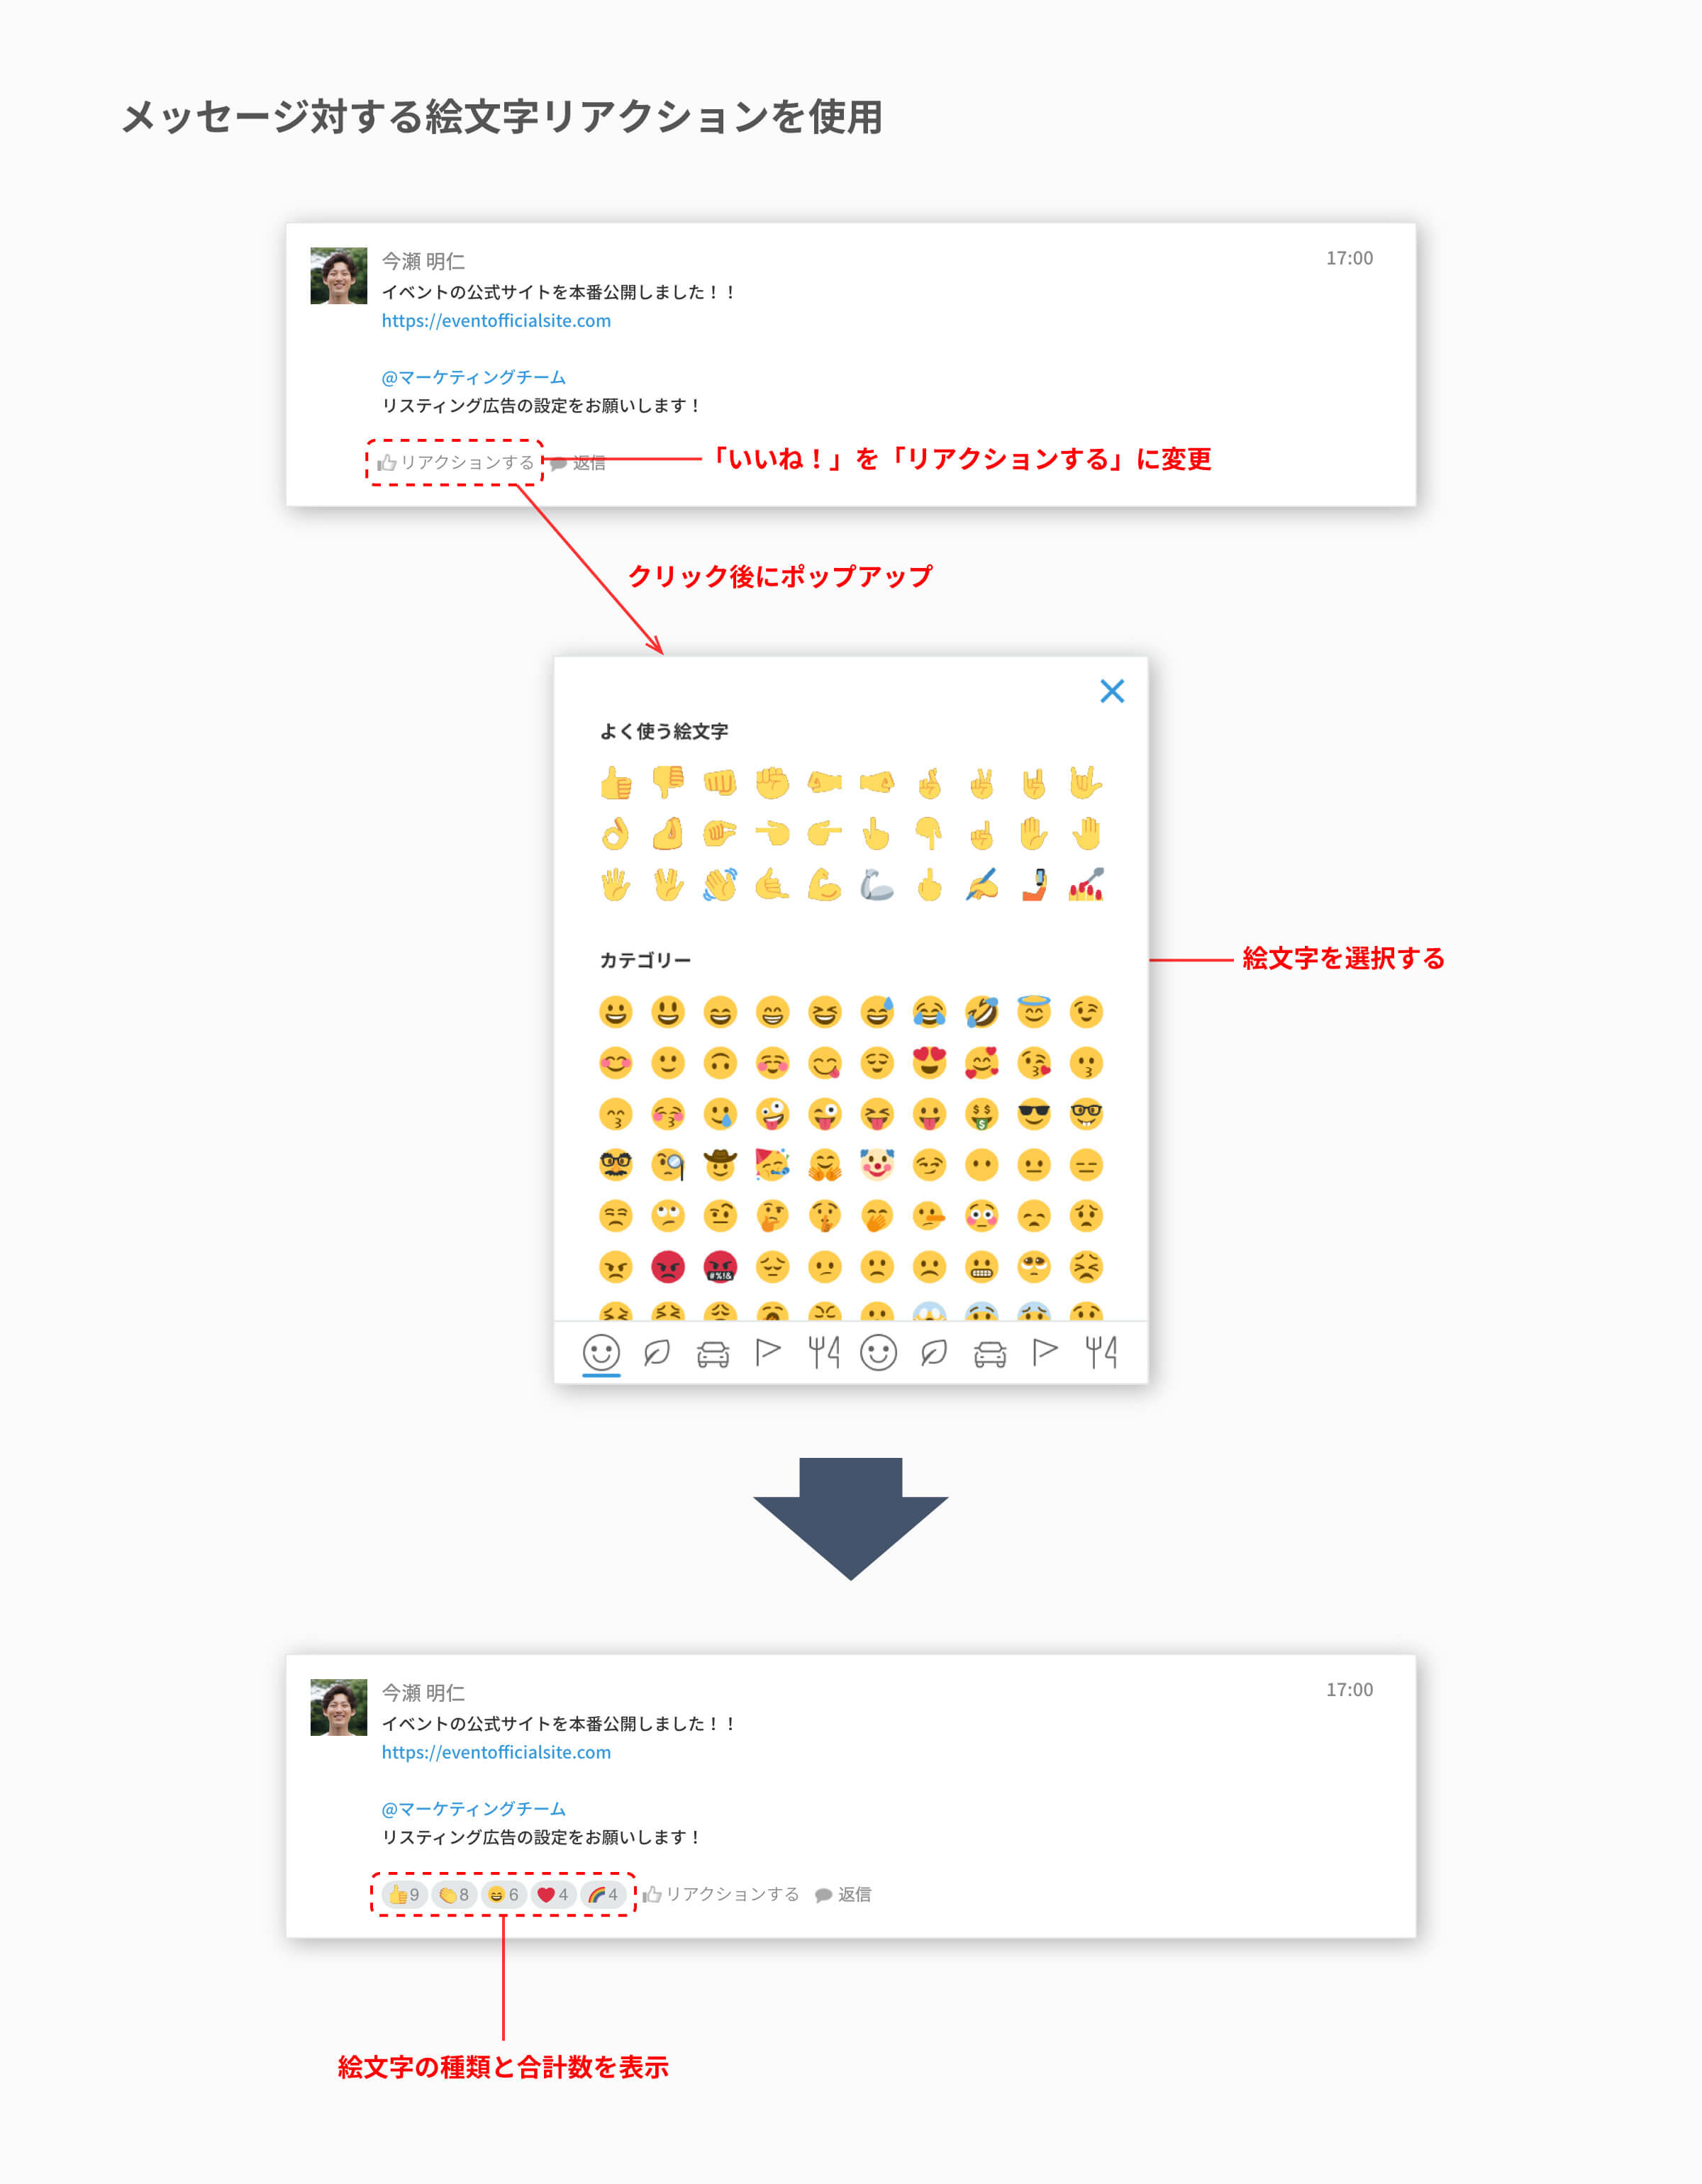 メッセージ対する絵文字リアクションを使用
今瀬 明仁
17:00
イベントの公式サイトを本番公開しました！！
https://eventofficialsite.com
@マーケティングチーム
リスティング広告の設定をお願いします！
リアクションする
返信
「いいね！」を「リアクションする」に変更
クリック後にポップアップ
よく使う絵文字
カテゴリー
絵文字を選択する
今瀬 明仁
17:00
イベントの公式サイトを本番公開しました！！
https://eventofficialsite.com
@マーケティングチーム
リスティング広告の設定をお願いします！
9 8 6 4 4 リアクションする 返信
絵文字の種類と合計数を表示